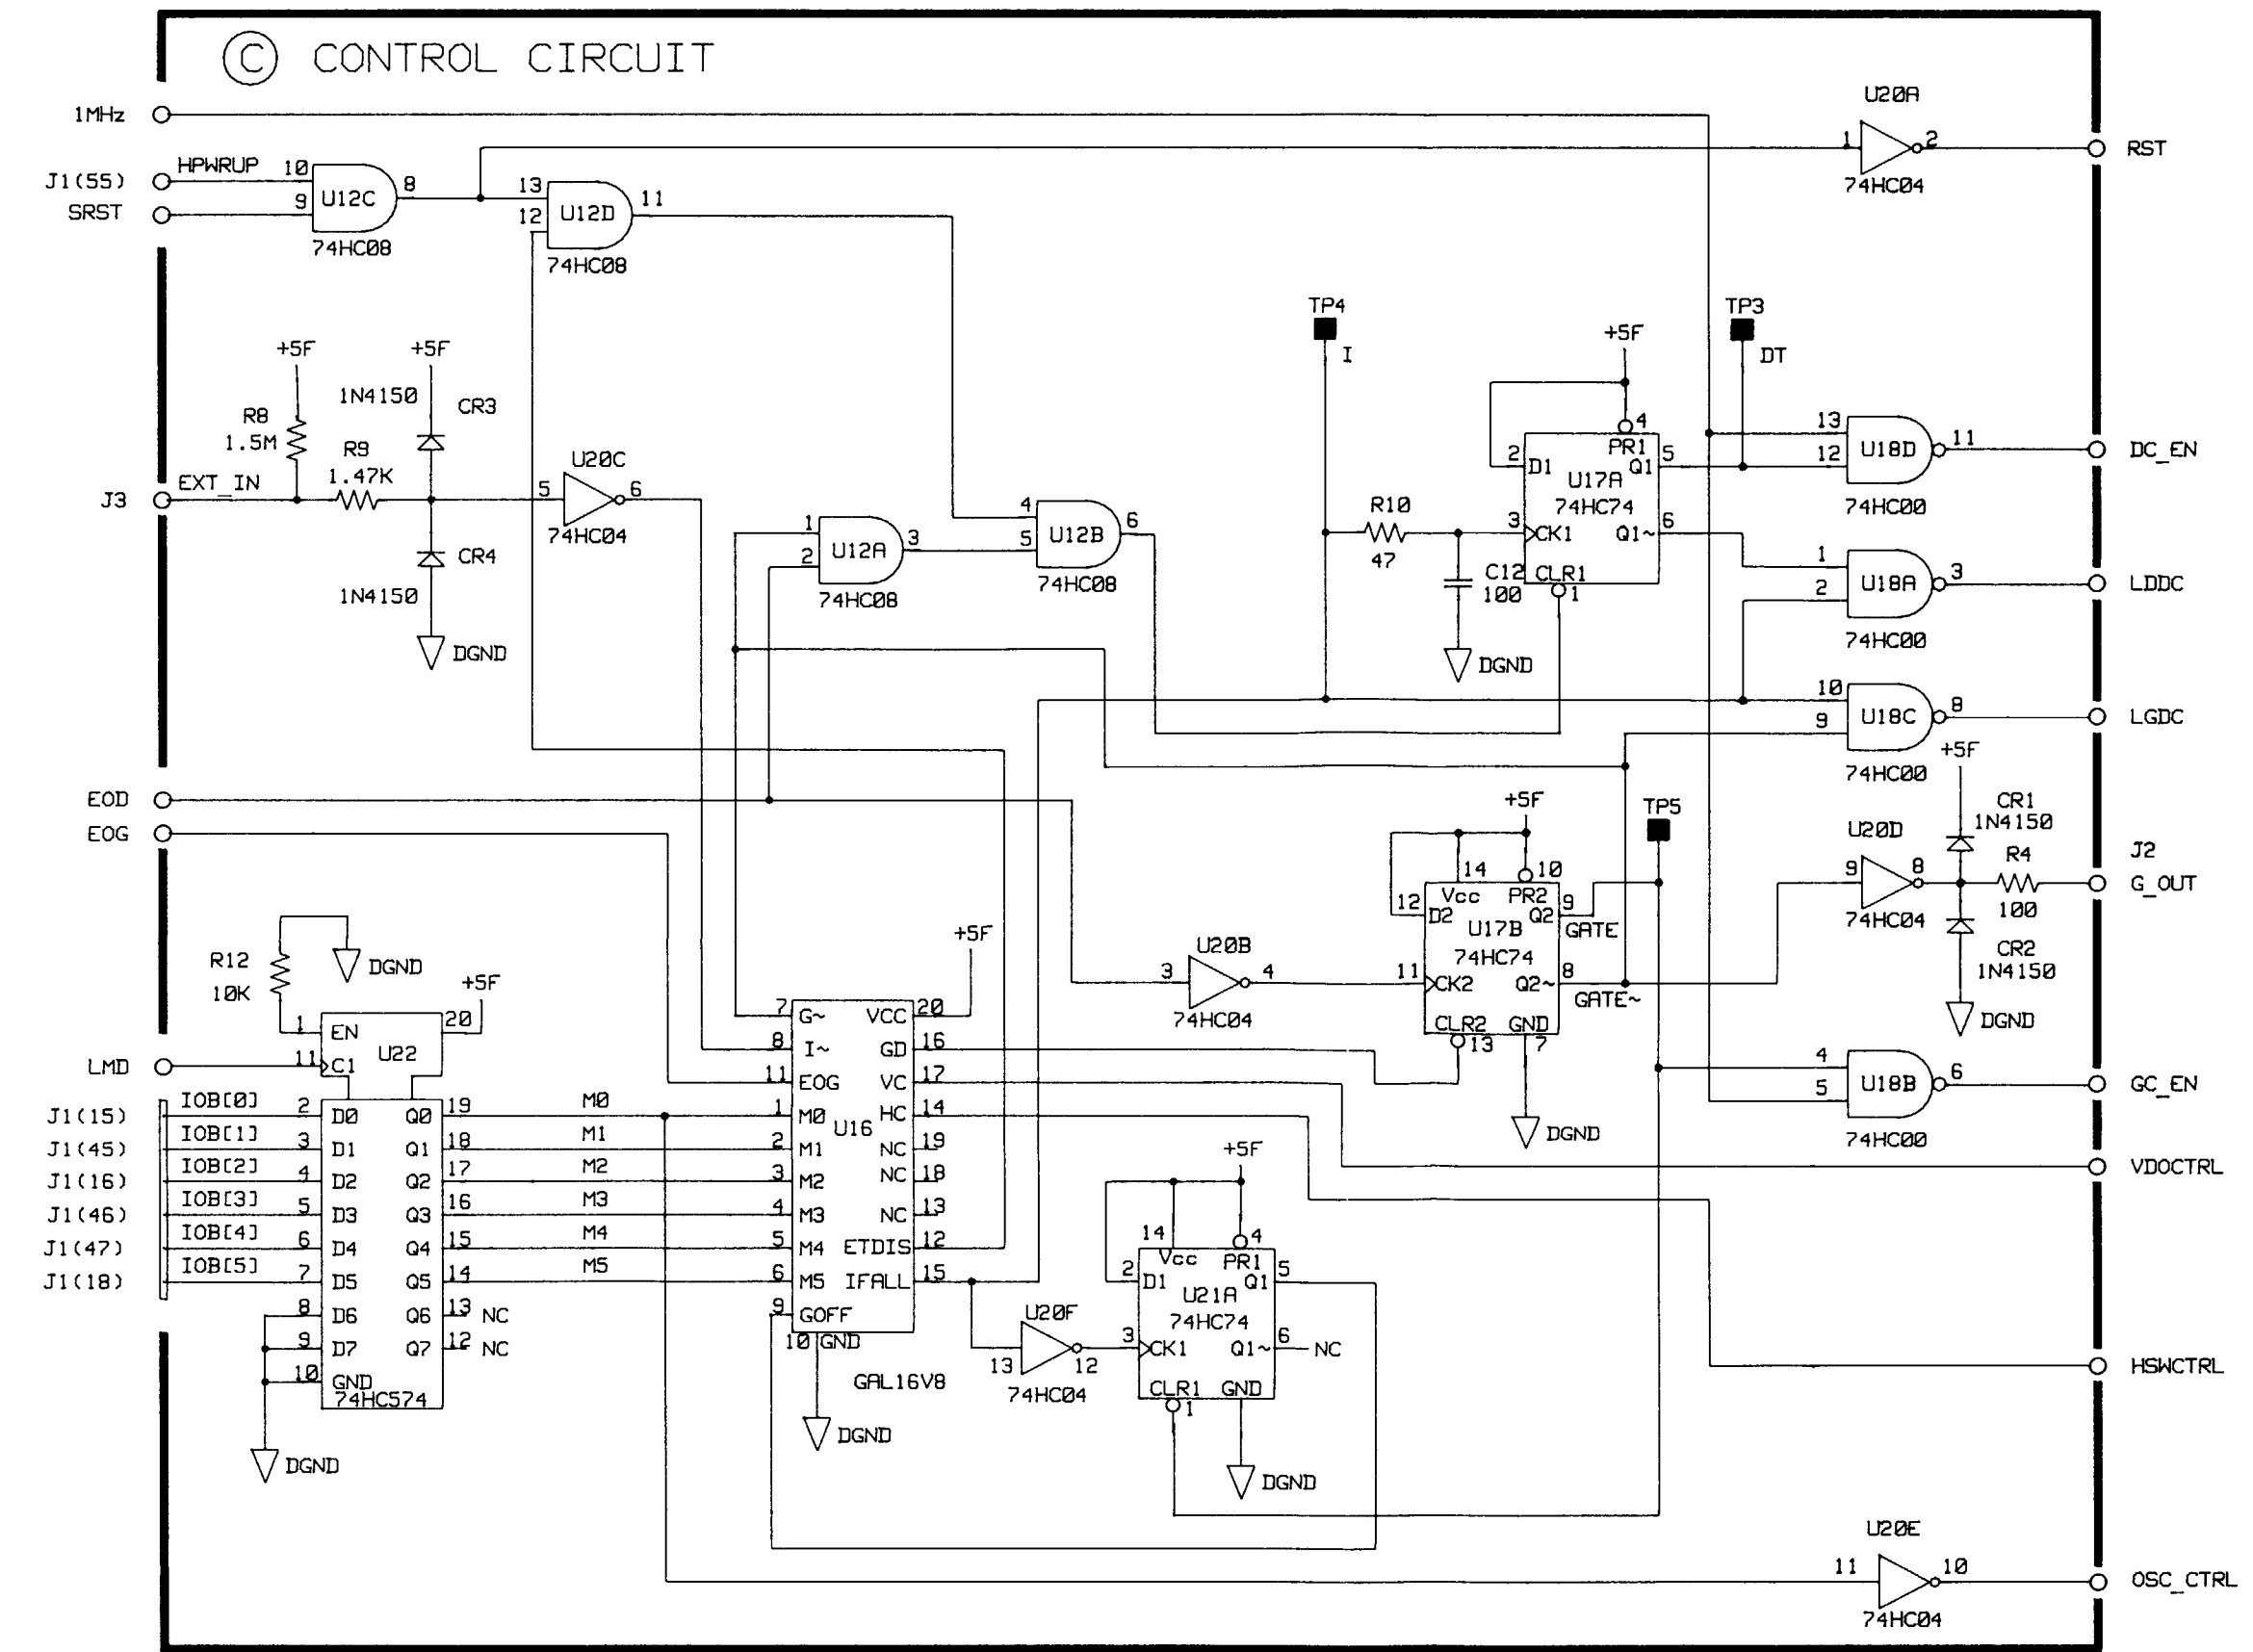 C CONTROL CIRCUIT
1MHz
U20A
1
2
74HC04
RST
J1(55)
HPWRUP
SRST
10
9
U12C
8
74HC08
13
12
U12D
11
74HC08
TP4
I
TP3
DT
+5F
+5F
+5F
R8
1.5M
1N4150
CR3
R9
1.47K
J3
EXT_IN
U20C
5
6
74HC04
CR4
1N4150
DGND
1
2
U12A
3
74HC08
4
5
U12B
6
74HC08
R10
47
C12
100
DGND
4
PR1
2
D1
Q1
5
U17A
74HC74
3
CK1
Q1~
6
CLR1
1
13
12
U18D
11
74HC00
DC_EN
1
2
U18A
3
74HC00
LDDC
10
9
U18C
8
74HC00
LGDC
EOD
EOG
+5F
TP5
14
10
Vcc
PR2
12
D2
Q2
9
GATE
U17B
74HC74
11
CK2
Q2~
8
GATE~
CLR2
GND
13
7
DGND
U20B
3
4
74HC04
+5F
CR1
1N4150
U20D
9
8
74HC04
R4
100
J2
G_OUT
CR2
1N4150
DGND
R12
10K
DGND
+5F
1
EN
20
U22
11
C1
LMD
J1(15)
IOB[0]
2
D0
Q0
19
M0
J1(45)
IOB[1]
3
D1
Q1
18
M1
J1(16)
IOB[2]
4
D2
Q2
17
M2
J1(46)
IOB[3]
5
D3
Q3
16
M3
J1(47)
IOB[4]
6
D4
Q4
15
M4
J1(18)
IOB[5]
7
D5
Q5
14
M5
8
D6
Q6
13
NC
9
D7
Q7
12
NC
10
GND
74HC574
DGND
+5F
7
G~
VCC
20
8
I~
GD
16
11
EOG
VC
17
1
M0
HC
14
U16
2
M1
NC
19
3
M2
NC
18
4
M3
NC
13
5
M4
ETDIS
12
6
M5
IFALL
15
9
GOFF
10
GND
GAL16V8
DGND
U20F
13
12
74HC04
+5F
14
4
Vcc
PR1
2
D1
Q1
5
U21A
74HC74
3
CK1
Q1~
6
NC
CLR1
GND
1
DGND
4
5
U18B
6
74HC00
GC_EN
VDOCTRL
HSWCTRL
U20E
11
10
74HC04
OSC_CTRL